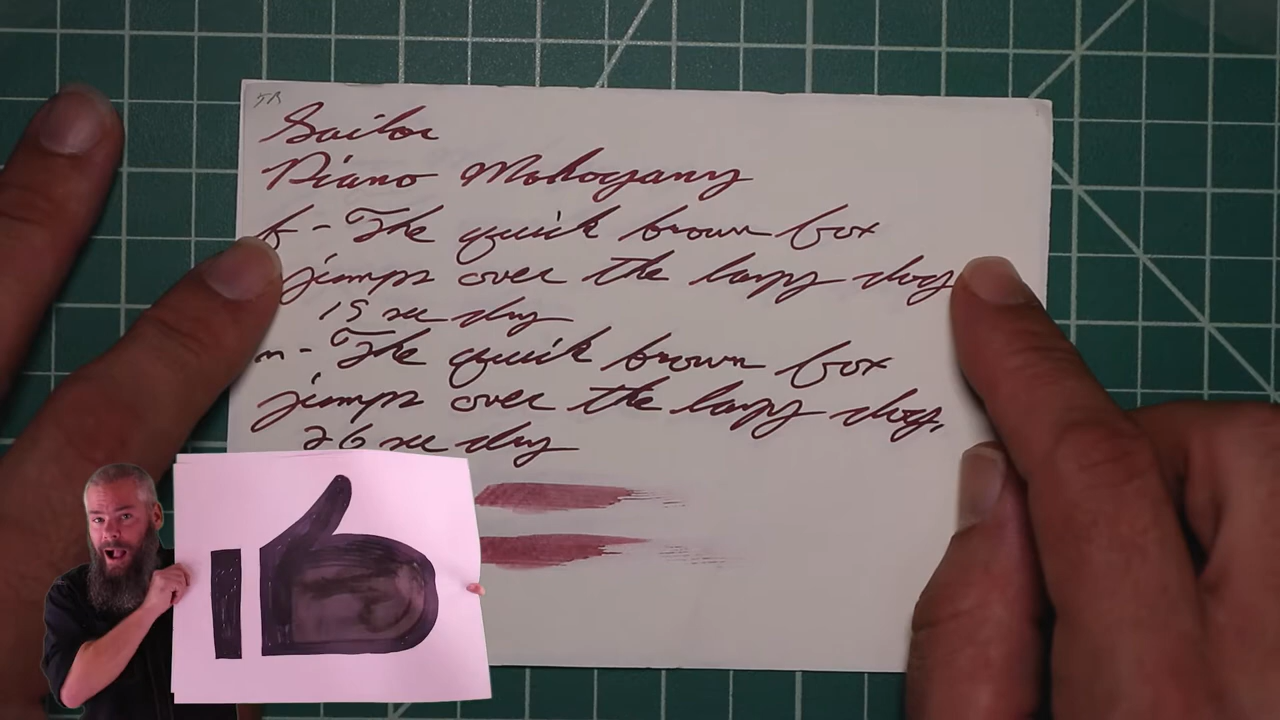 TR
Sailor
Piano Mahogany
f - The quick brown fox
jumps over the lazy dog
15 sec dry
m - The quick brown fox
jumps over the lazy dog.
26 sec dry